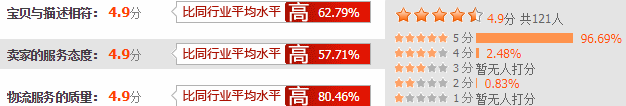 宝贝与描述相符: 4.9分 比同行业平均水平 高 62.79%
卖家的服务态度: 4.9分 比同行业平均水平 高 57.71%
物流服务的质量: 4.9分 比同行业平均水平 高 80.46%
4.9分 共121人
5分 96.69%
4分 2.48%
3分 暂无人打分
2分 0.83%
1分 暂无人打分